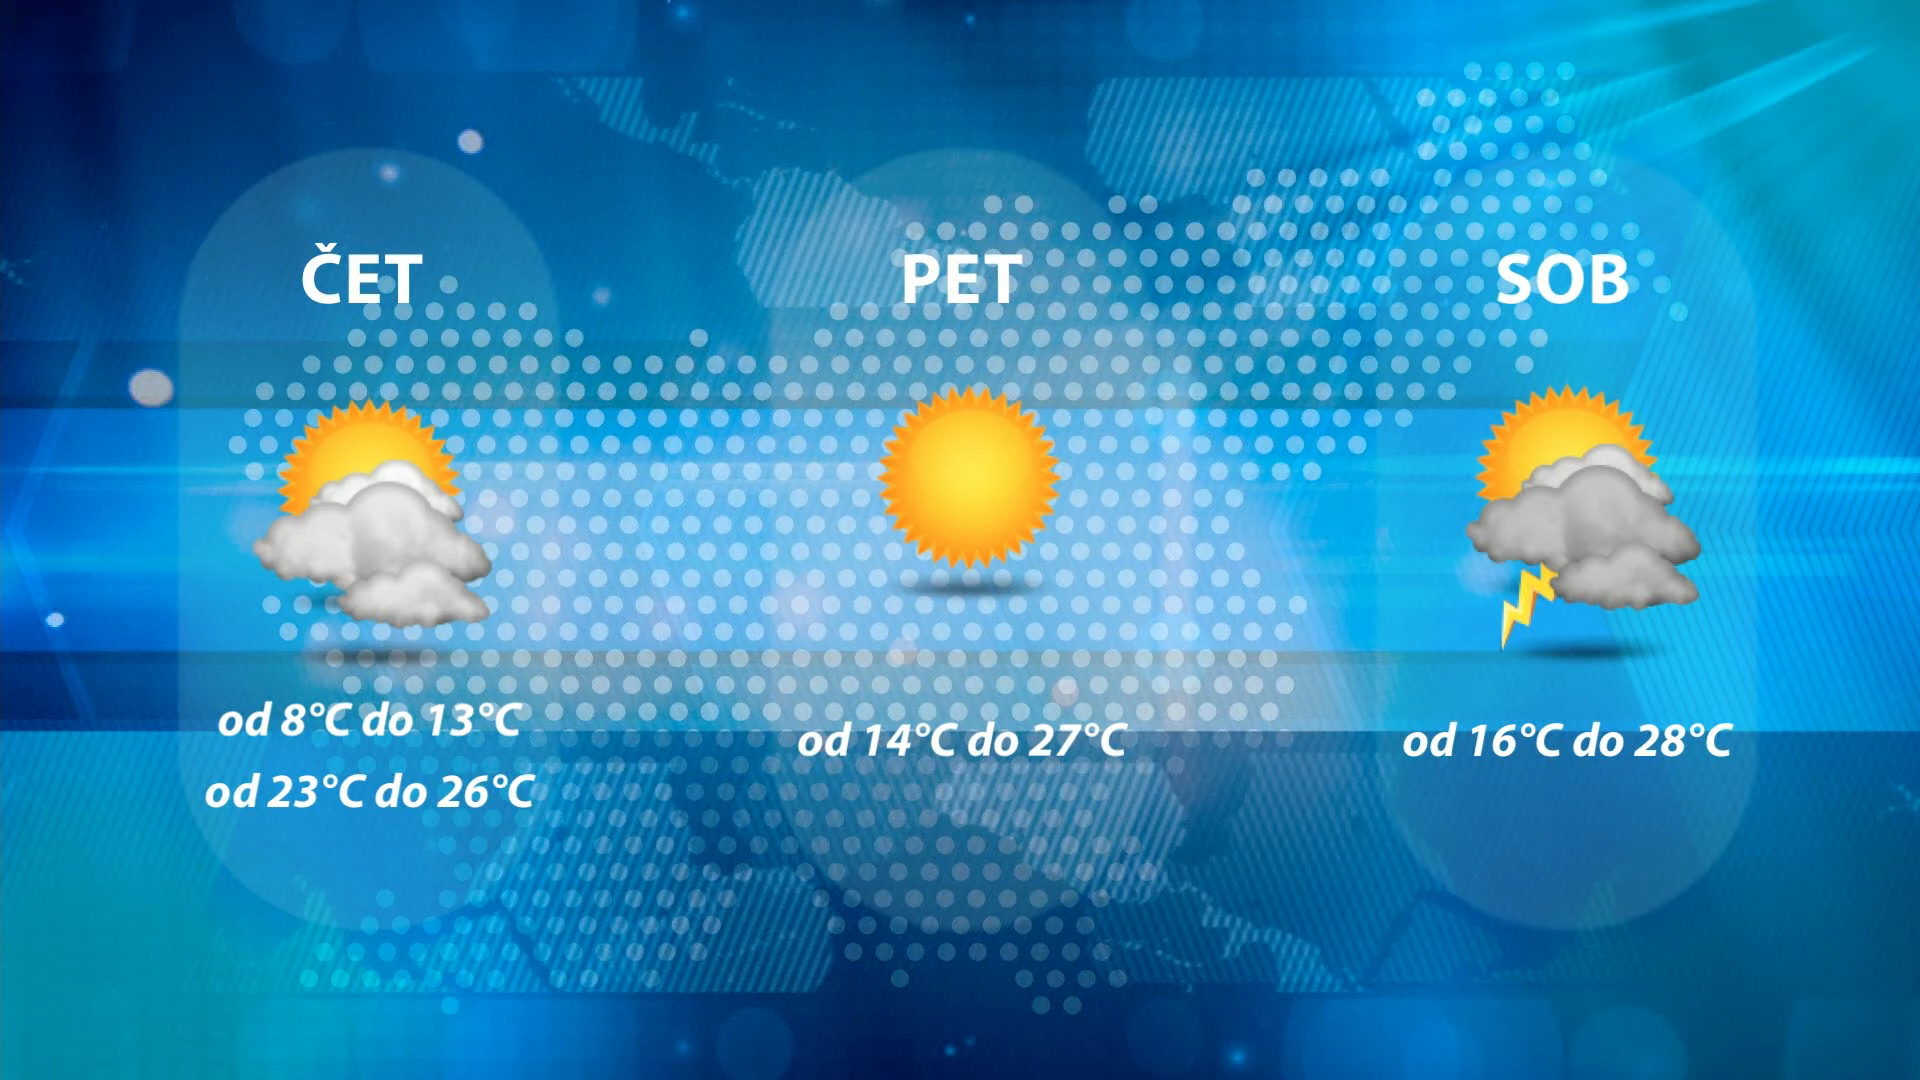 ČET
od 8°C do 13°C
od 23°C do 26°C
PET
od 14°C do 27°C
SOB
od 16°C do 28°C